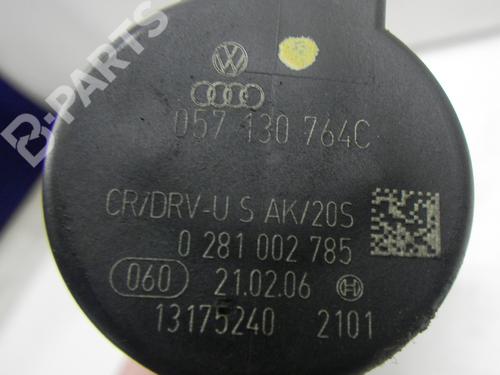 B-PARTS
057 130 764C
CR/DRV-U S AK/20S
0 281 002 785
060 21.02.06
13175240 2101